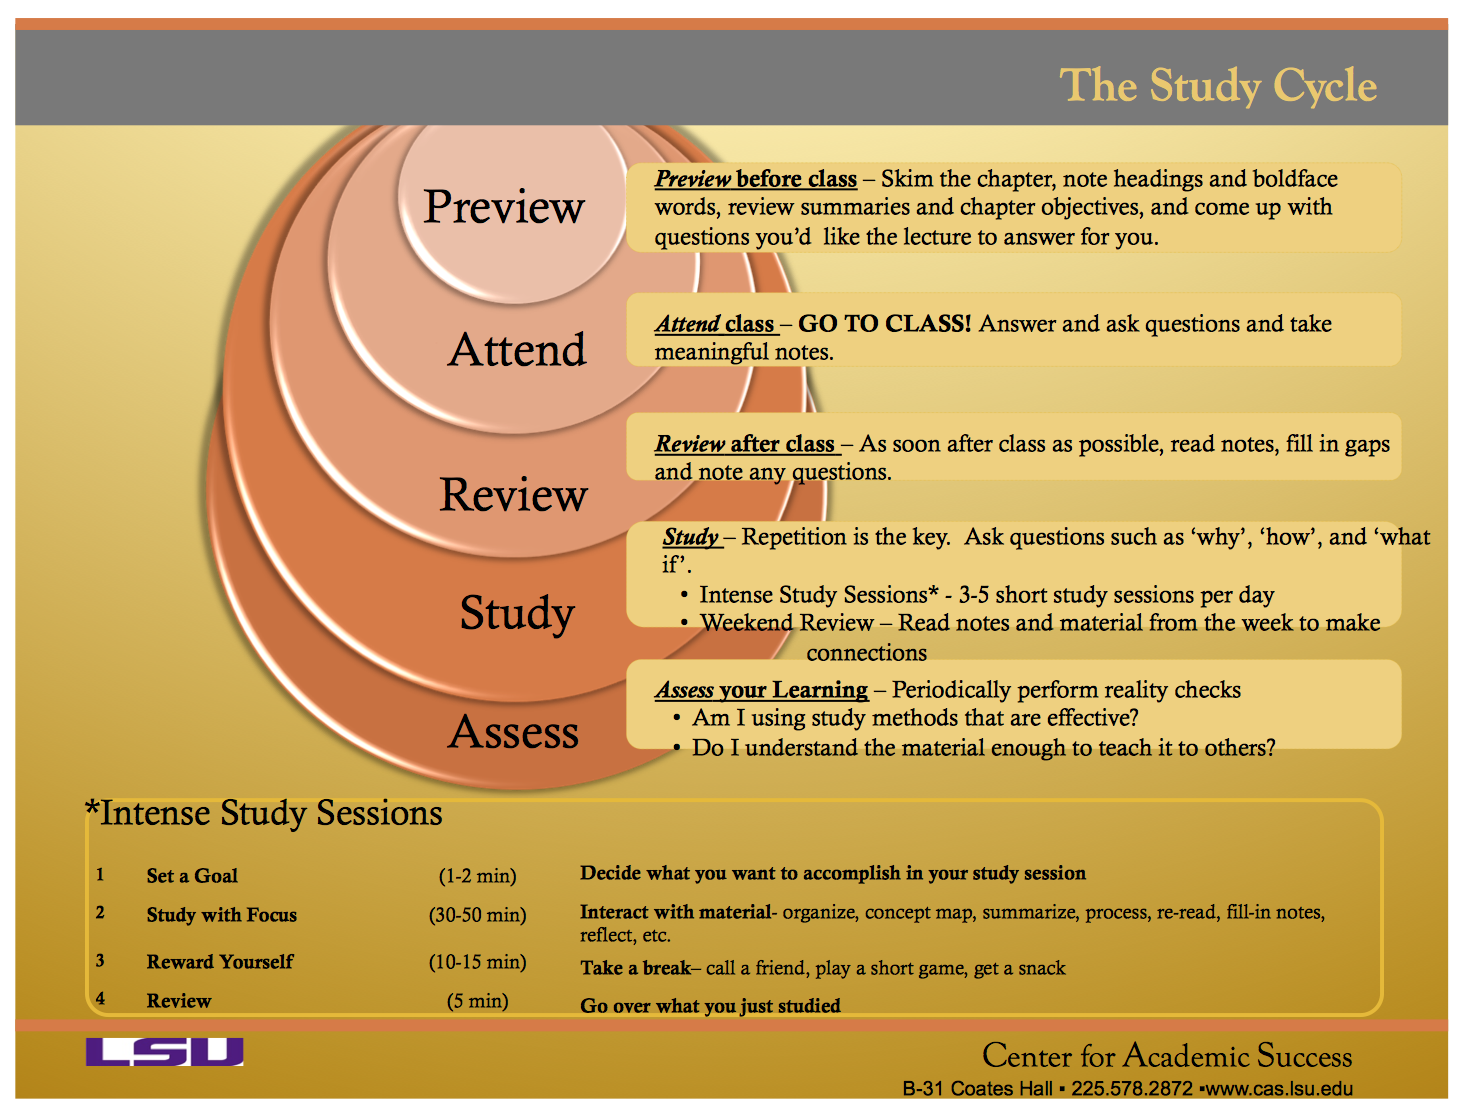 The Study Cycle
Preview
Preview before class – Skim the chapter, note headings and boldface
words, review summaries and chapter objectives, and come up with
questions you’d  like the lecture to answer for you.
Attend
Attend class – GO TO CLASS! Answer and ask questions and take
meaningful notes.
Review
Review after class – As soon after class as possible, read notes, fill in gaps
and note any questions.
Study
Study – Repetition is the key.  Ask questions such as ‘why’, ‘how’, and ‘what
if’.
• Intense Study Sessions* - 3-5 short study sessions per day
• Weekend Review – Read notes and material from the week to make
connections
Assess
Assess your Learning – Periodically perform reality checks
• Am I using study methods that are effective?
• Do I understand the material enough to teach it to others?
*Intense Study Sessions
1 Set a Goal (1-2 min) Decide what you want to accomplish in your study session
2 Study with Focus (30-50 min) Interact with material- organize, concept map, summarize, process, re-read, fill-in notes,
reflect, etc.
3 Reward Yourself (10-15 min) Take a break– call a friend, play a short game, get a snack
4 Review (5 min) Go over what you just studied
LSU
Center for Academic Success
B-31 Coates Hall ▪ 225.578.2872 ▪www.cas.lsu.edu